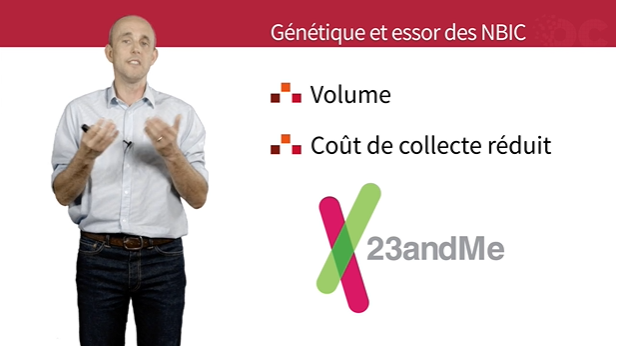 Génétique et essor des NBIC
Volume
Coût de collecte réduit
23andMe